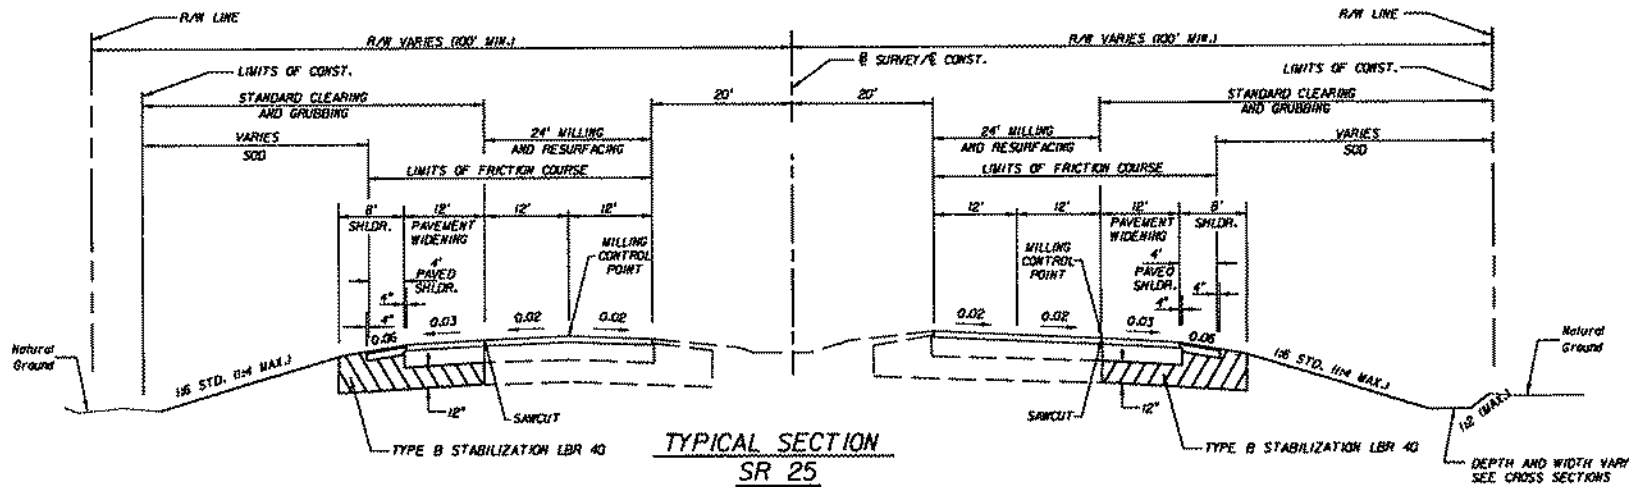 R/W LINE
R/W LINE
R/W VARIES (100' MIN.)
R/W VARIES (100' MIN.)
LIMITS OF CONST.
℄ SURVEY/℄ CONST.
LIMITS OF CONST.
STANDARD CLEARING
AND GRUBBING
20'
20'
STANDARD CLEARING
AND GRUBBING
VARIES
SOD
24' MILLING
AND RESURFACING
24' MILLING
AND RESURFACING
VARIES
SOD
LIMITS OF FRICTION COURSE
LIMITS OF FRICTION COURSE
8'
SHLDR.
12'
PAVEMENT
WIDENING
12'
12'
12'
12'
12'
PAVEMENT
WIDENING
8'
SHLDR.
MILLING
CONTROL
POINT
MILLING
CONTROL
POINT
4'
PAVED
SHLDR.
4'
PAVED
SHLDR.
4"
4"
4"
4"
0.06
0.03
0.02
0.02
0.02
0.02
0.03
0.06
Natural
Ground
Natural
Ground
1:6 STD. (1:4 MAX.)
1:6 STD. (1:4 MAX.)
1:2 (MAX.)
12"
SAWCUT
SAWCUT
12"
TYPE B STABILIZATION LBR 40
TYPE B STABILIZATION LBR 40
TYPICAL SECTION
SR 25
DEPTH AND WIDTH VARY
SEE CROSS SECTIONS